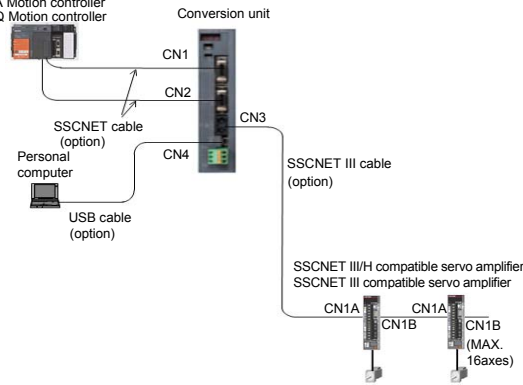 A Motion controller
Q Motion controller
Conversion unit
CN1
CN2
CN3
SSCNET cable
(option)
CN4
Personal
computer
USB cable
(option)
SSCNET III cable
(option)
SSCNET III/H compatible servo amplifier
SSCNET III compatible servo amplifier
CN1A
CN1B
CN1A
CN1B
(MAX.
16axes)